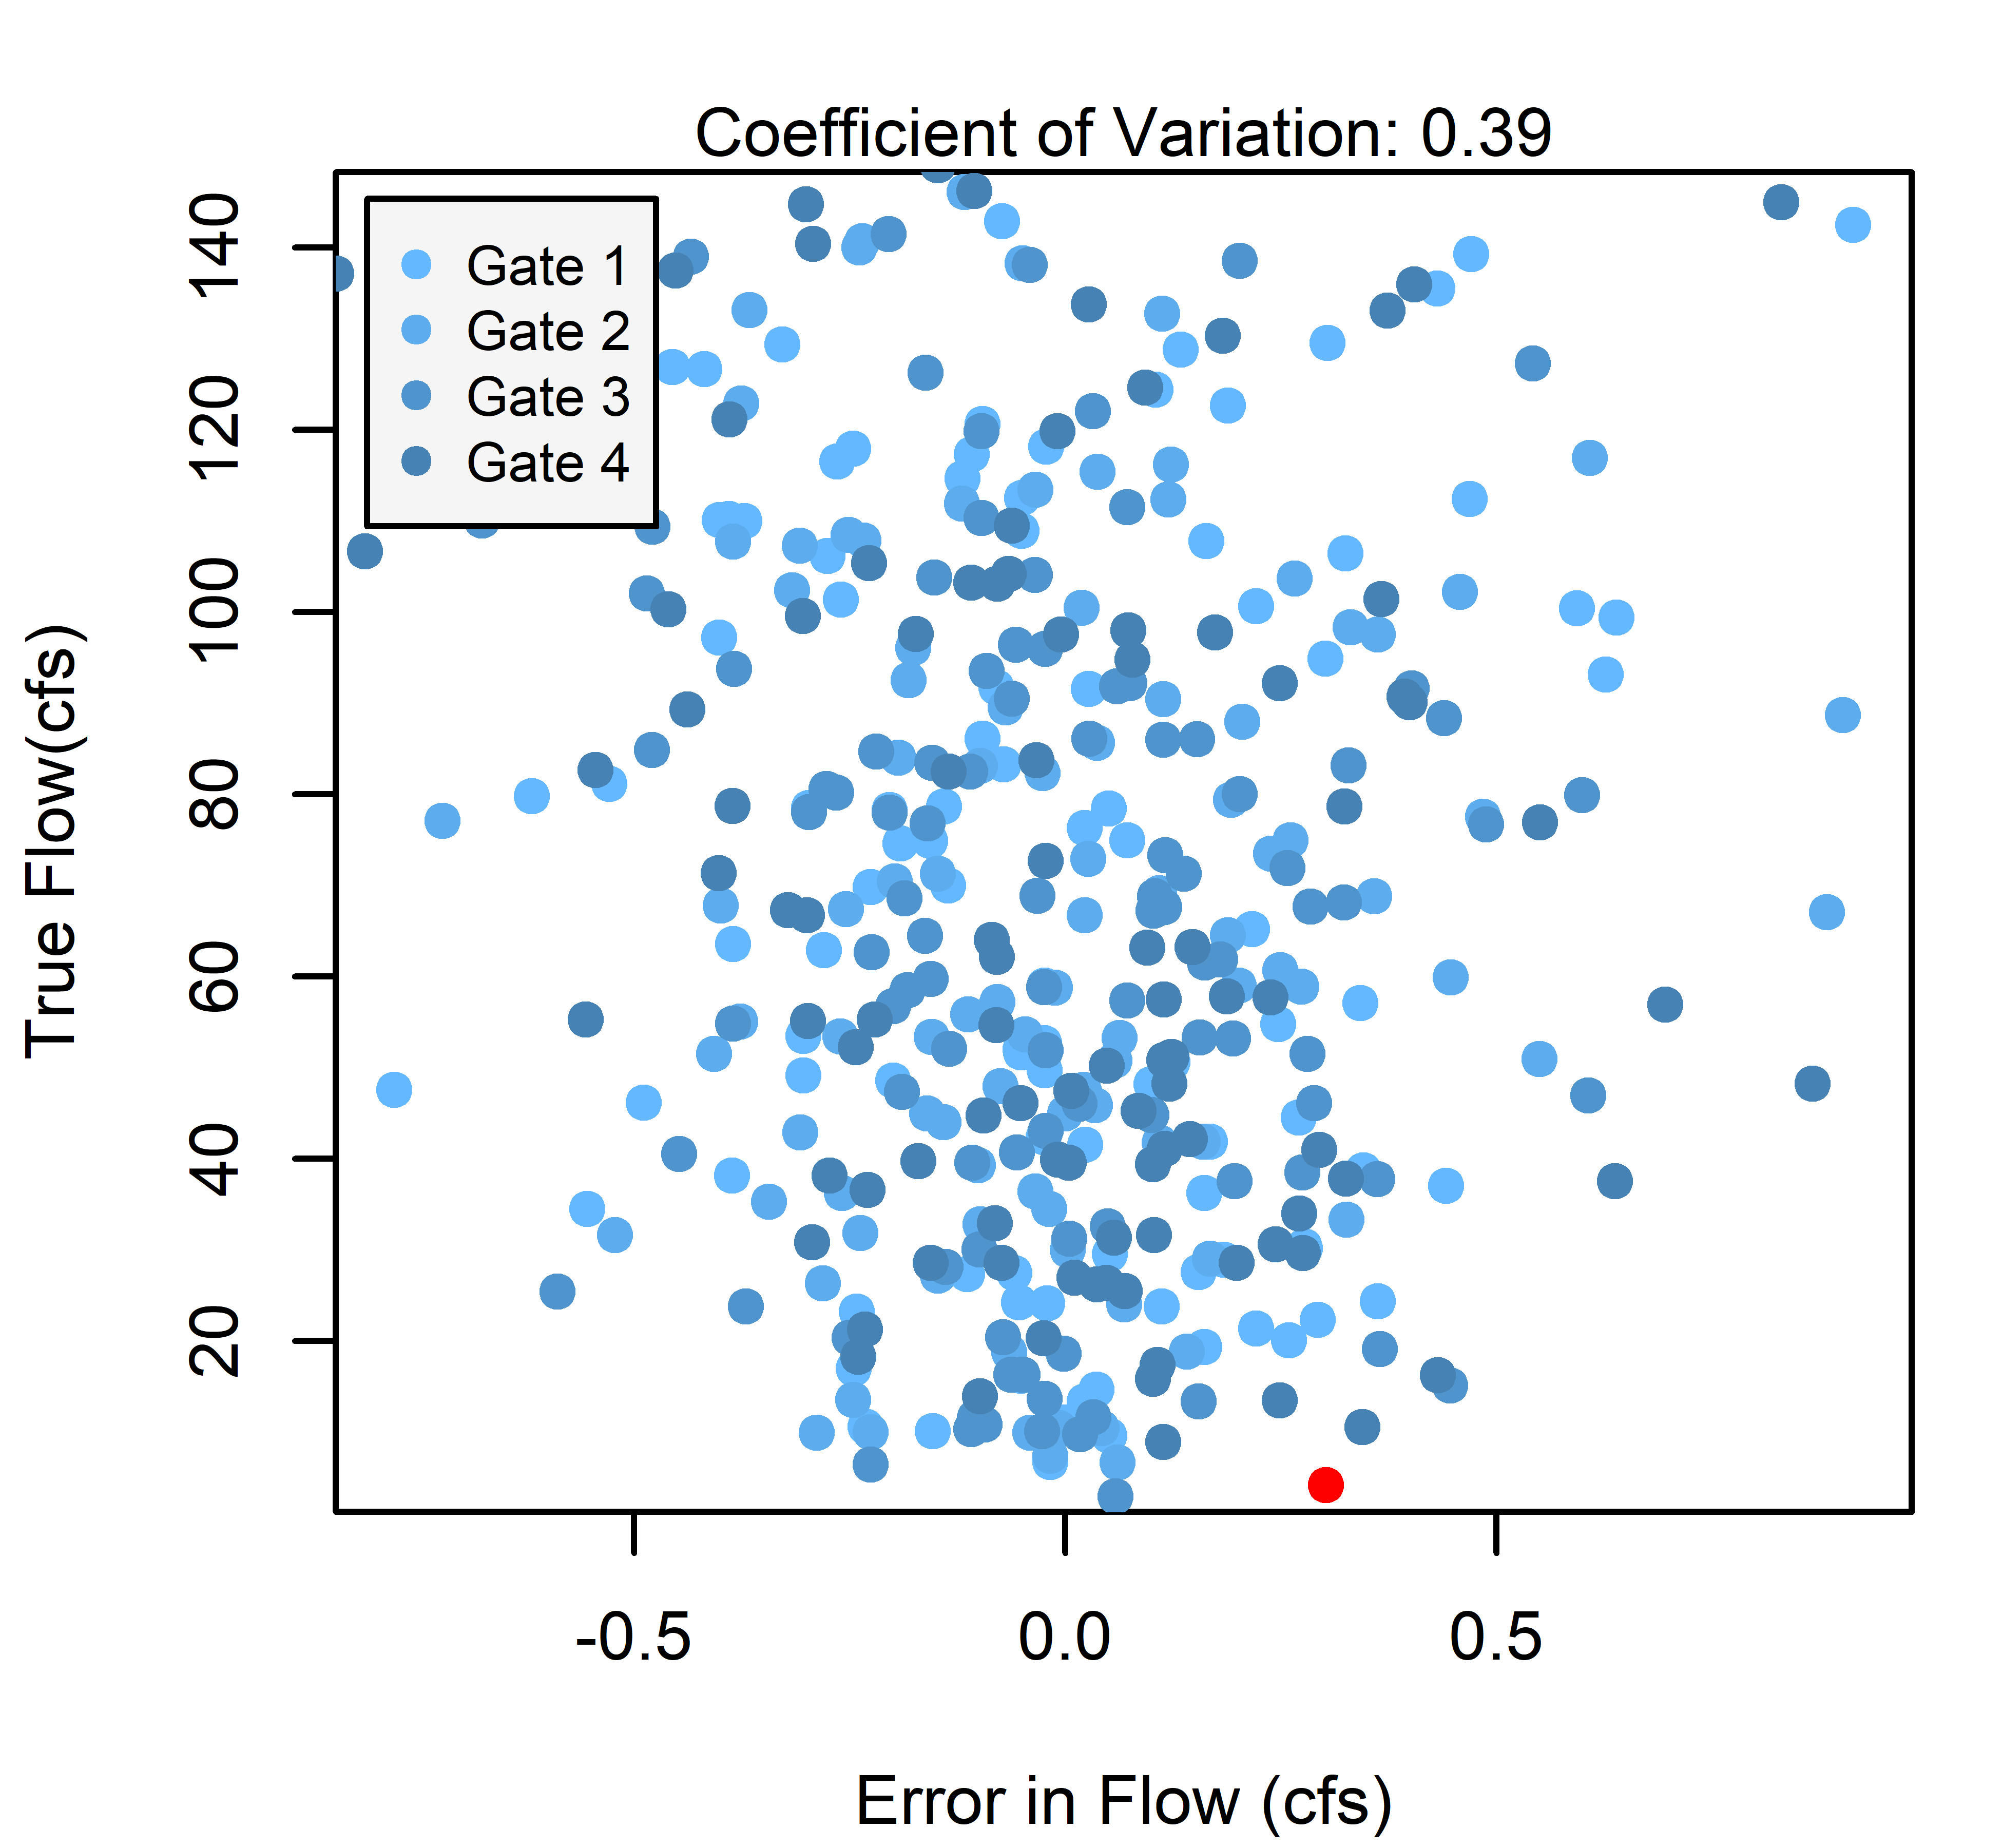 Coefficient of Variation: 0.39
Gate 1
Gate 2
Gate 3
Gate 4
True Flow(cfs)
140
120
100
80
60
40
20
-0.5 0.0 0.5
Error in Flow (cfs)